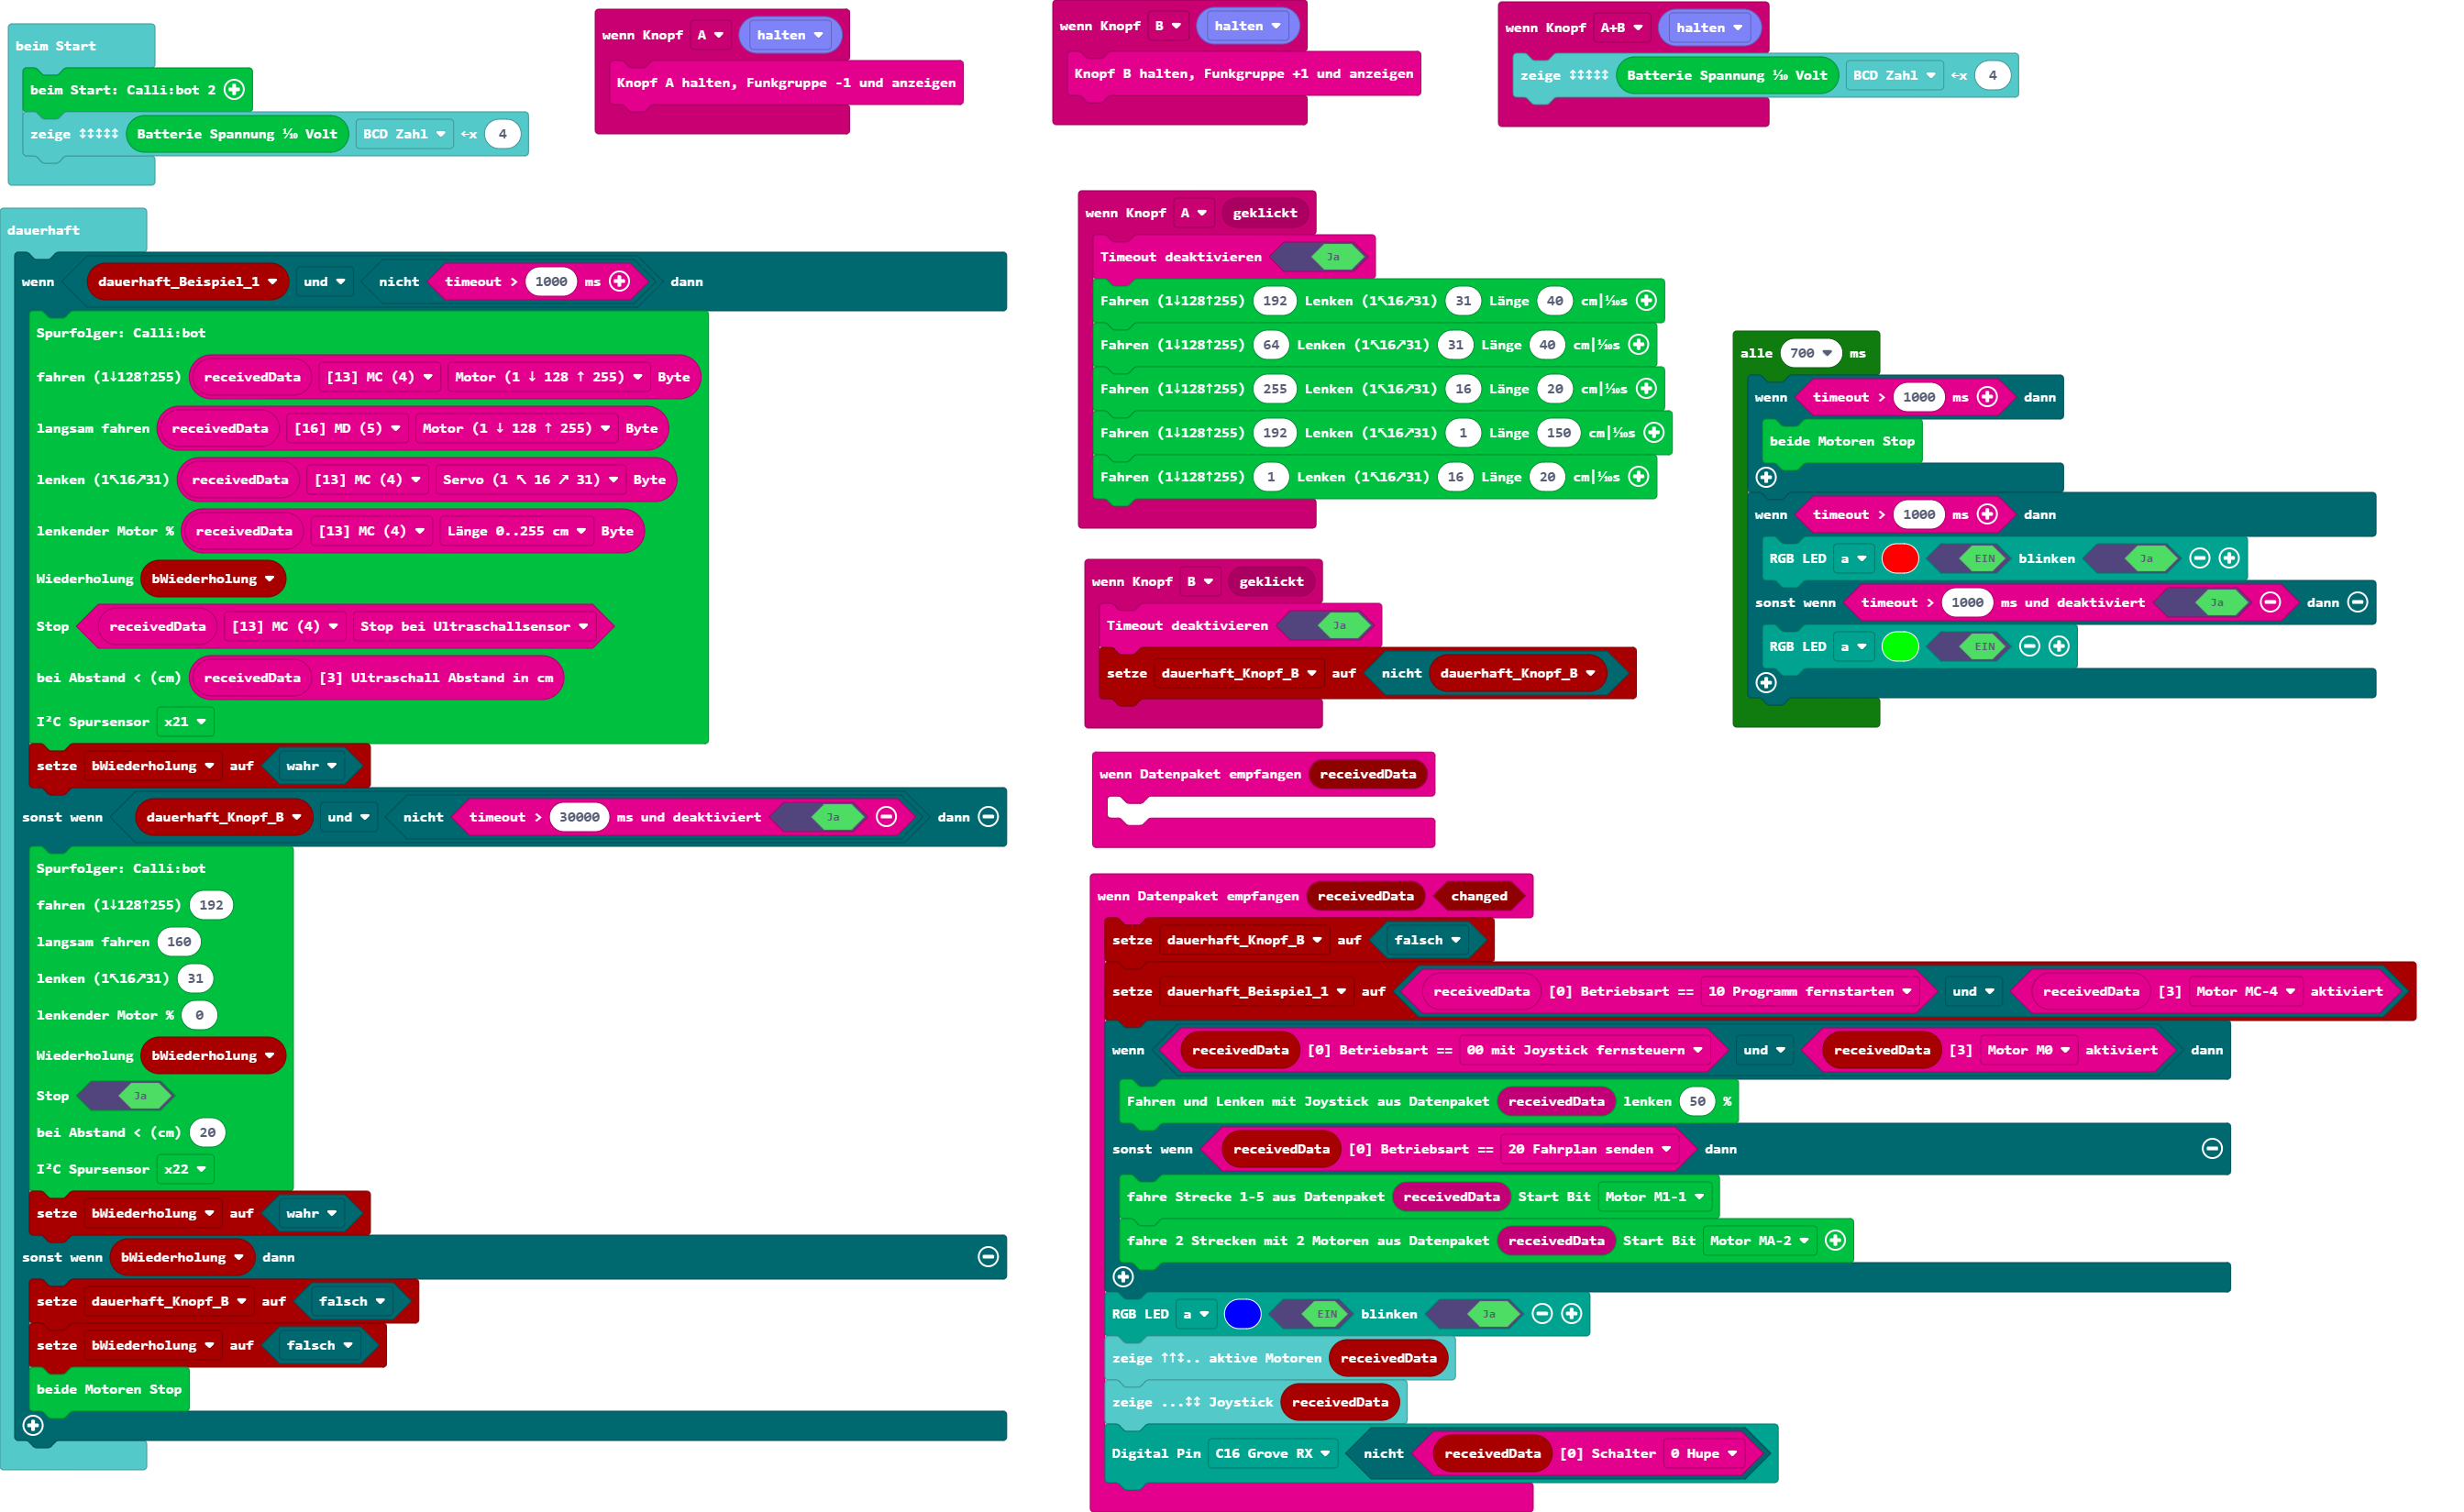 beim Start
beim Start: Calli:bot 2
zeige ↕↕↕↕↕ Batterie Spannung ⅒ Volt BCD Zahl ←x 4
wenn Knopf A halten
Knopf A halten, Funkgruppe -1 und anzeigen
wenn Knopf B halten
Knopf B halten, Funkgruppe +1 und anzeigen
wenn Knopf A+B halten
zeige ↕↕↕↕↕ Batterie Spannung ⅒ Volt BCD Zahl ←x 4
dauerhaft
wenn dauerhaft_Beispiel_1 und nicht timeout > 1000 ms dann
Spurfolger: Calli:bot
fahren (1↓128↑255) receivedData [13] MC (4) Motor (1 ↓ 128 ↑ 255) Byte
langsam fahren receivedData [16] MD (5) Motor (1 ↓ 128 ↑ 255) Byte
lenken (1↖16↗31) receivedData [13] MC (4) Servo (1 ↖ 16 ↗ 31) Byte
lenkender Motor % receivedData [13] MC (4) Länge 0..255 cm Byte
Wiederholung bWiederholung
Stop receivedData [13] MC (4) Stop bei Ultraschallsensor
bei Abstand < (cm) receivedData [3] Ultraschall Abstand in cm
I²C Spursensor x21
setze bWiederholung auf wahr
sonst wenn dauerhaft_Knopf_B und nicht timeout > 30000 ms und deaktiviert Ja dann
Spurfolger: Calli:bot
fahren (1↓128↑255) 192
langsam fahren 160
lenken (1↖16↗31) 31
lenkender Motor % 0
Wiederholung bWiederholung
Stop Ja
bei Abstand < (cm) 20
I²C Spursensor x22
setze bWiederholung auf wahr
sonst wenn bWiederholung dann
setze dauerhaft_Knopf_B auf falsch
setze bWiederholung auf falsch
beide Motoren Stop
wenn Knopf A geklickt
Timeout deaktivieren Ja
Fahren (1↓128↑255) 192 Lenken (1↖16↗31) 31 Länge 40 cm|⅒s
Fahren (1↓128↑255) 64 Lenken (1↖16↗31) 31 Länge 40 cm|⅒s
Fahren (1↓128↑255) 255 Lenken (1↖16↗31) 16 Länge 20 cm|⅒s
Fahren (1↓128↑255) 192 Lenken (1↖16↗31) 1 Länge 150 cm|⅒s
Fahren (1↓128↑255) 1 Lenken (1↖16↗31) 16 Länge 20 cm|⅒s
wenn Knopf B geklickt
Timeout deaktivieren Ja
setze dauerhaft_Knopf_B auf nicht dauerhaft_Knopf_B
alle 700 ms
wenn timeout > 1000 ms dann
beide Motoren Stop
wenn timeout > 1000 ms dann
RGB LED a EIN blinken Ja
sonst wenn timeout > 1000 ms und deaktiviert Ja dann
RGB LED a EIN
wenn Datenpaket empfangen receivedData
wenn Datenpaket empfangen receivedData changed
setze dauerhaft_Knopf_B auf falsch
setze dauerhaft_Beispiel_1 auf receivedData [0] Betriebsart == 10 Programm fernstarten und receivedData [3] Motor MC-4 aktiviert
wenn receivedData [0] Betriebsart == 00 mit Joystick fernsteuern und receivedData [3] Motor M0 aktiviert dann
Fahren und Lenken mit Joystick aus Datenpaket receivedData lenken 50 %
sonst wenn receivedData [0] Betriebsart == 20 Fahrplan senden dann
fahre Strecke 1-5 aus Datenpaket receivedData Start Bit Motor M1-1
fahre 2 Strecken mit 2 Motoren aus Datenpaket receivedData Start Bit Motor MA-2
RGB LED a EIN blinken Ja
zeige ↑↑↕.. aktive Motoren receivedData
zeige ...↕↕ Joystick receivedData
Digital Pin C16 Grove RX nicht receivedData [0] Schalter 0 Hupe